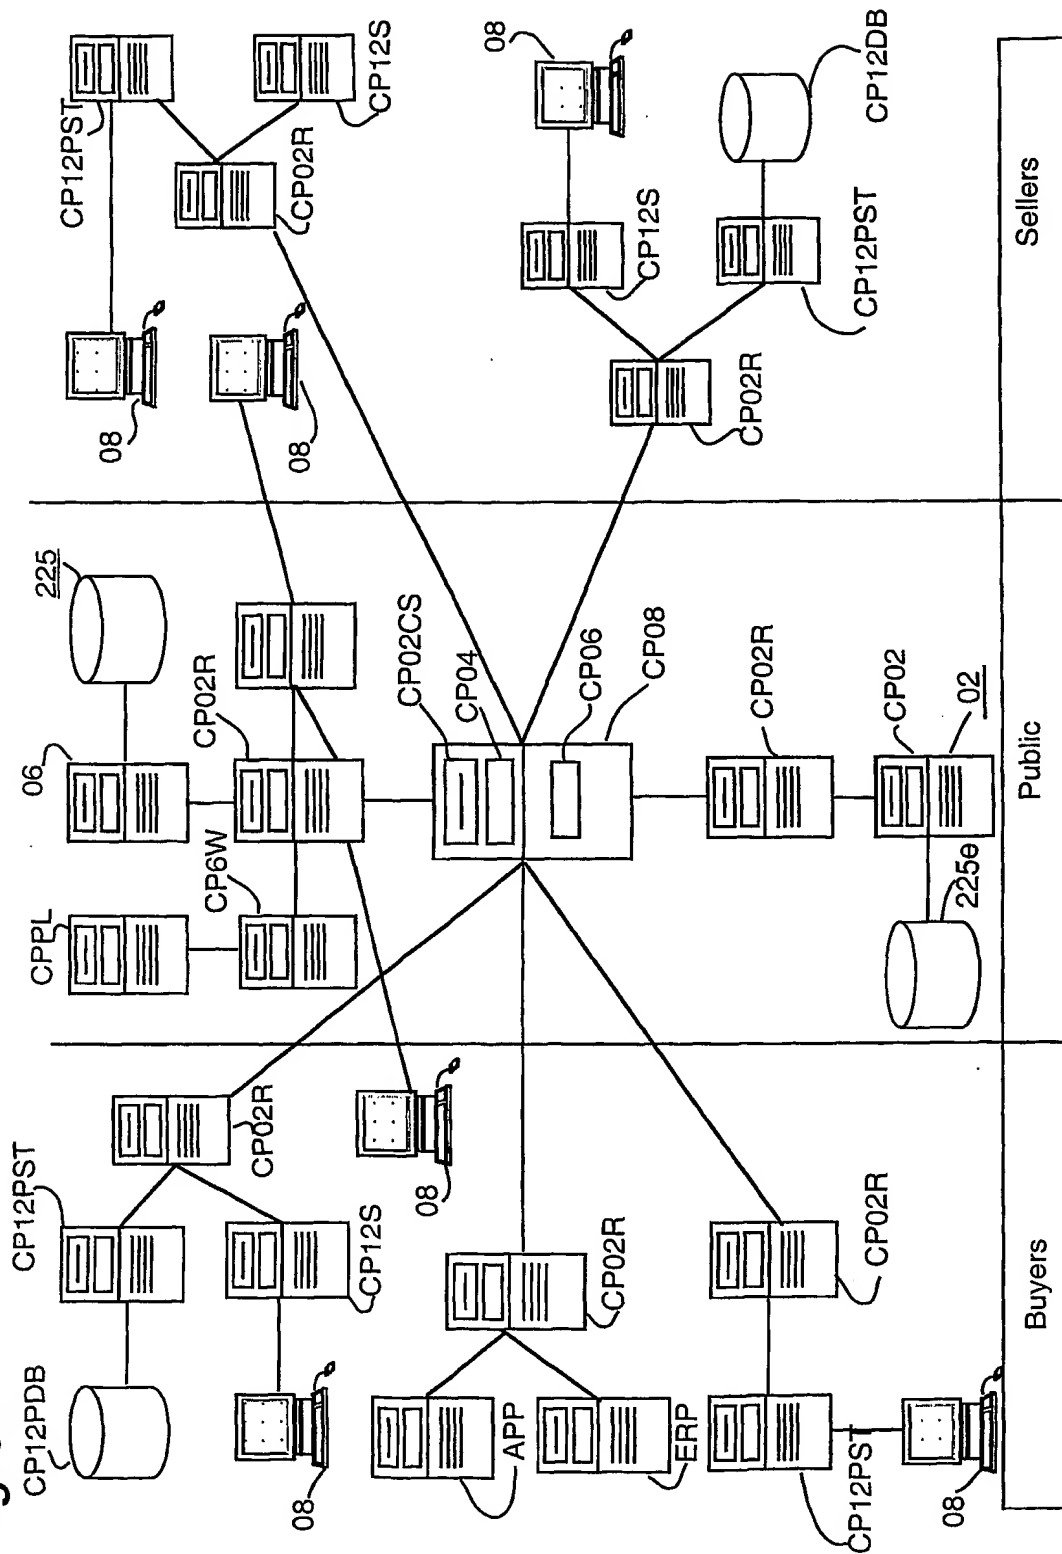 CP12PDB
CP12PST
CP02R
CP12S
08
08
APP
ERP
CP02R
CP12PST
CP02R
08
Buyers
CPPL
CP6W
06
CP02R
225
CP02CS
CP04
CP06
CP08
CP02R
CP02
02
225e
Public
08
08
CP12PST
CP02R
CP12S
08
CP12S
CP02R
CP12PST
CP12DB
Sellers